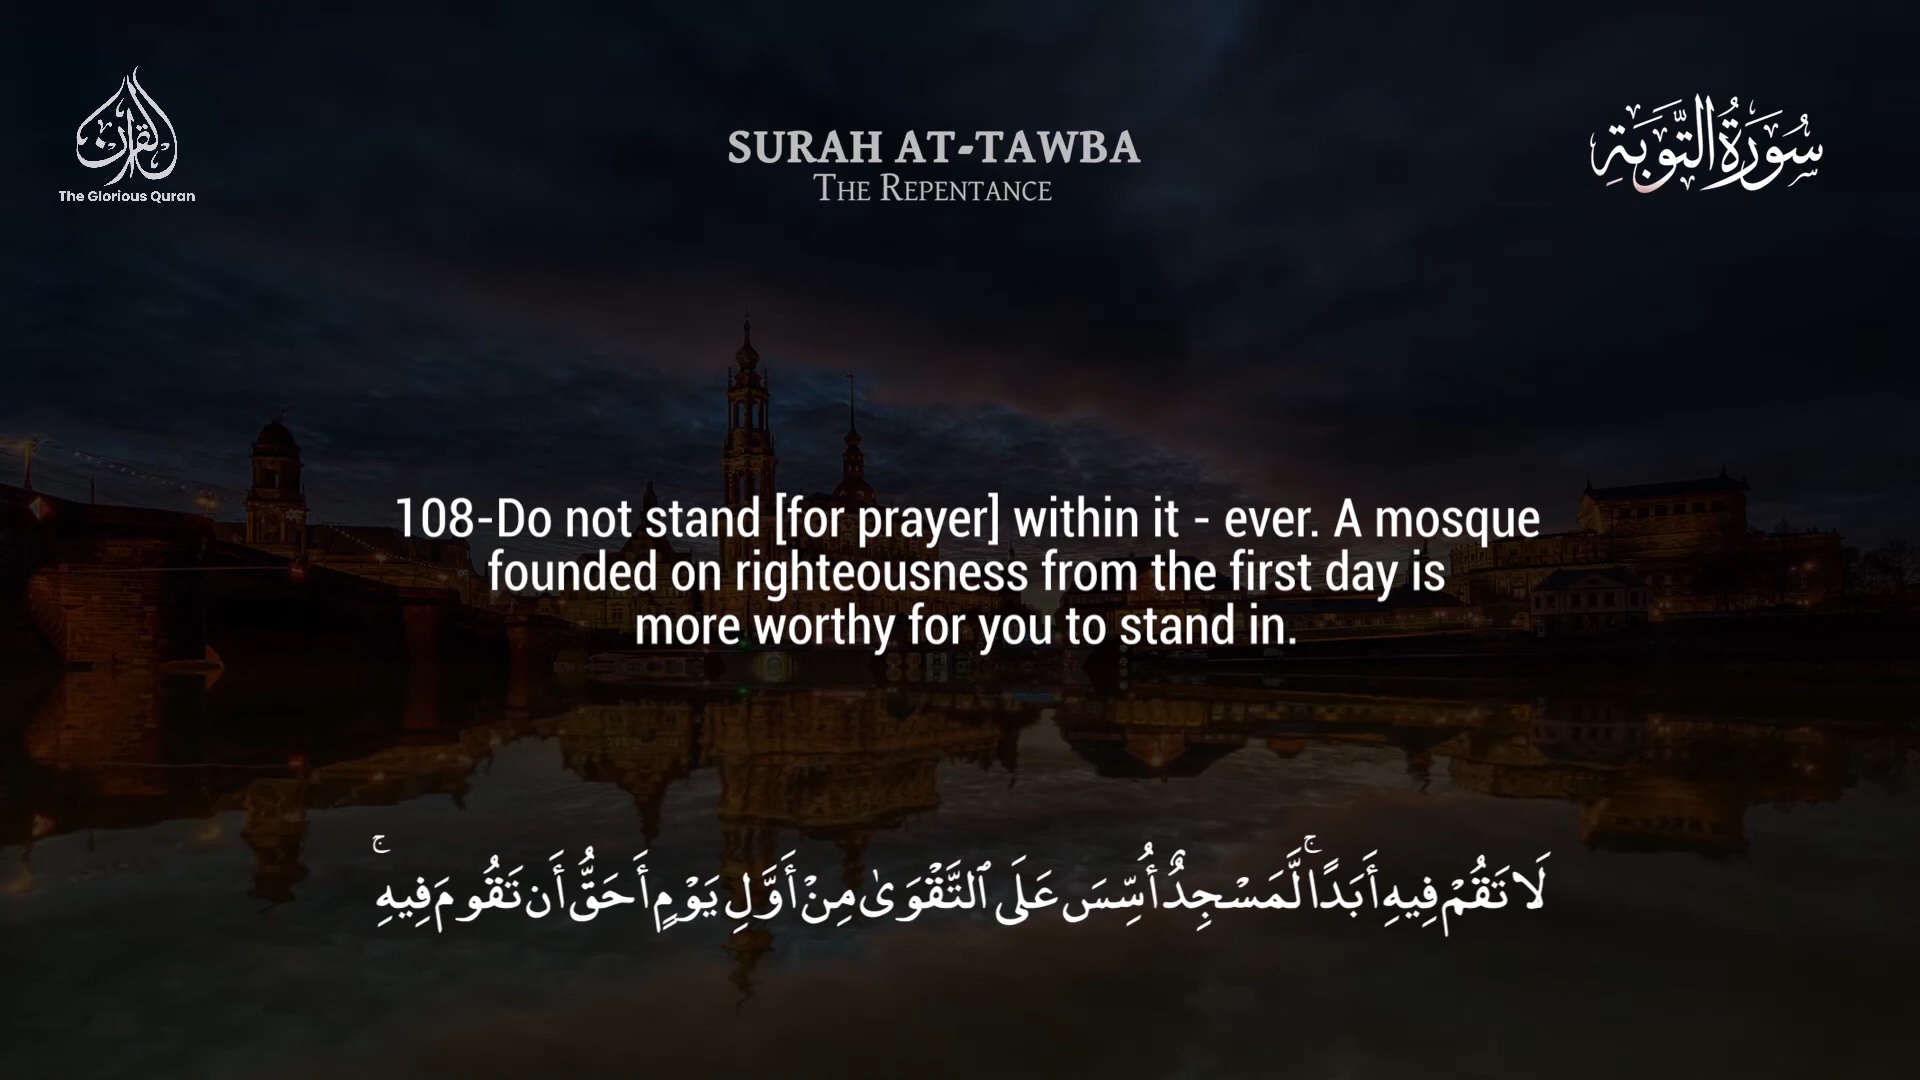 القرآن
The Glorious Quran
SURAH AT-TAWBA
THE REPENTANCE
سُورَةُ التَّوْبَةِ
108-Do not stand [for prayer] within it - ever. A mosque
founded on righteousness from the first day is
more worthy for you to stand in.
لَا تَقُمْ فِيهِ أَبَدًا ۚ لَّمَسْجِدٌ أُسِّسَ عَلَى ٱلتَّقْوَىٰ مِنْ أَوَّلِ يَوْمٍ أَحَقُّ أَن تَقُومَ فِيهِ ۚ